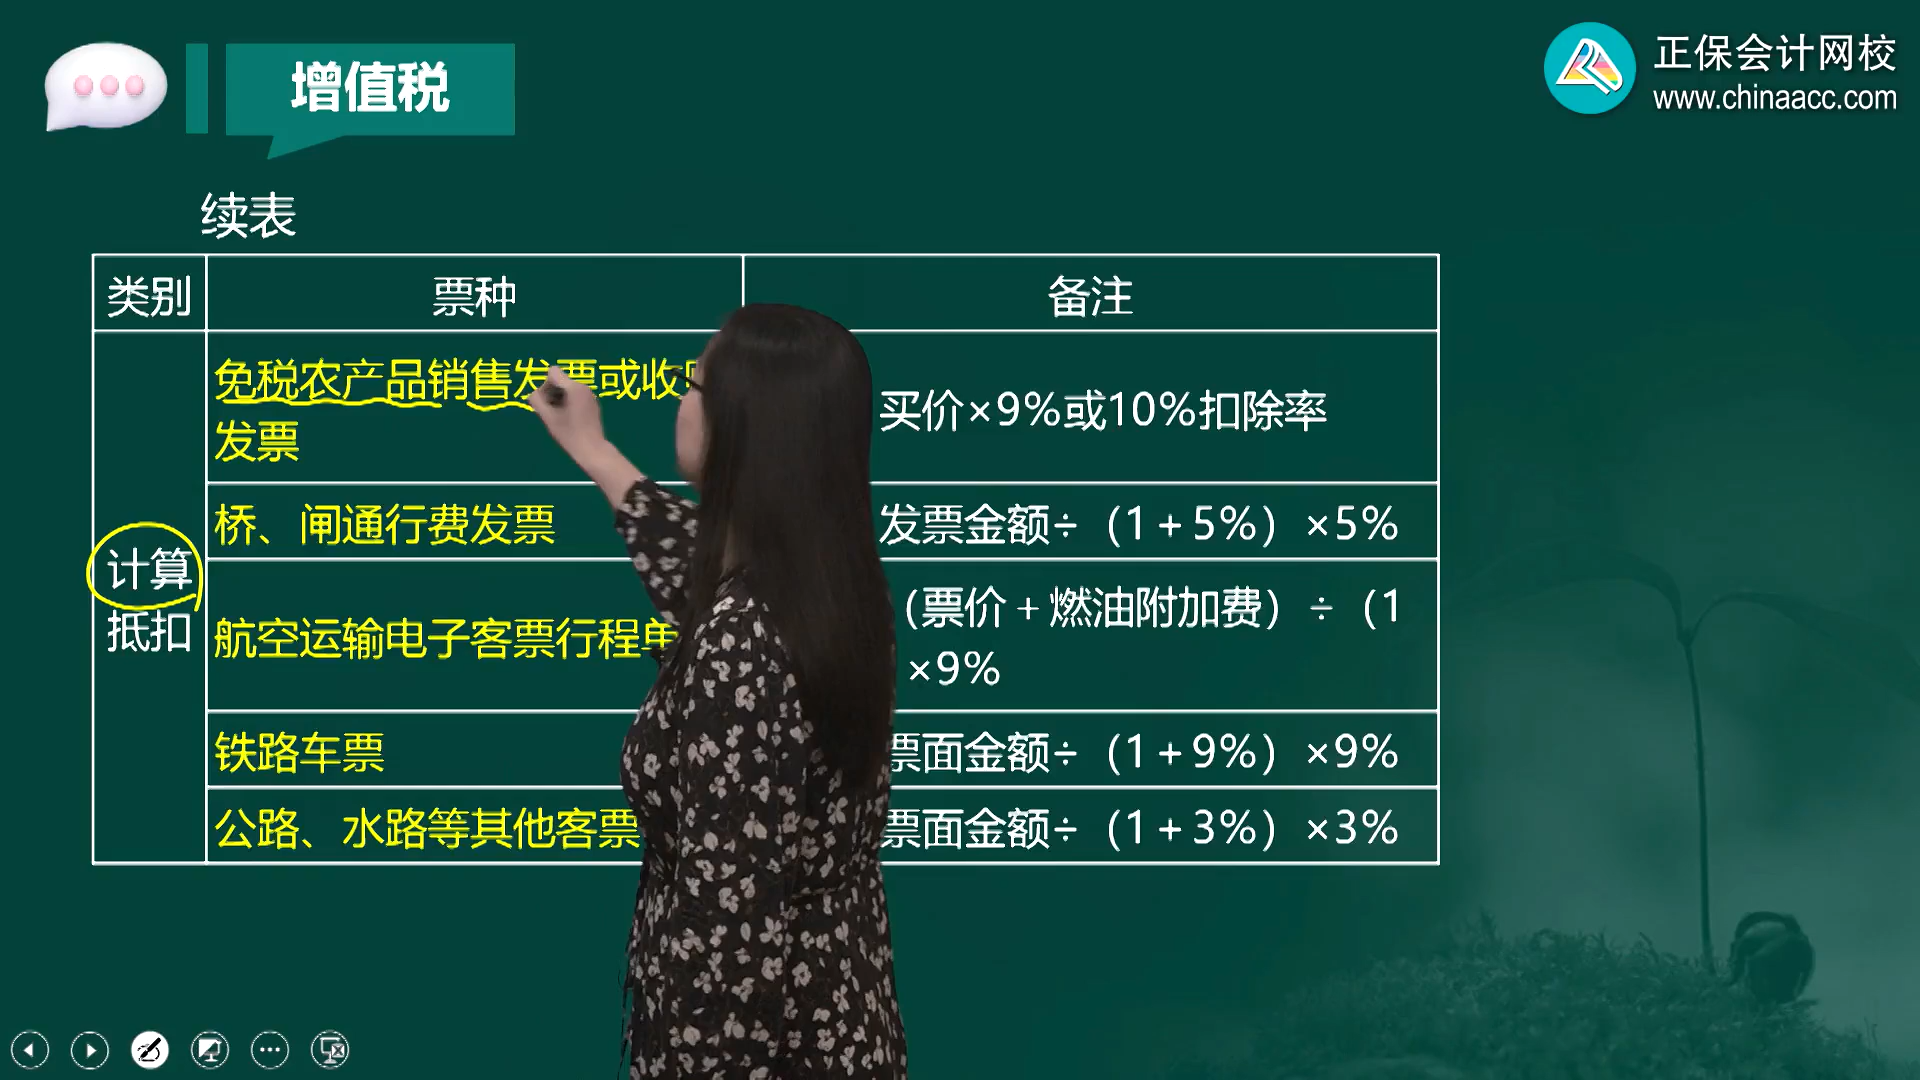 增值税
正保会计网校
www.chinaacc.com
续表
类别
票种
备注
计算
抵扣
免税农产品销售发票或收
发票
买价×9%或10%扣除率
桥、闸通行费发票
发票金额÷（1＋5%）×5%
航空运输电子客票行程单
（票价＋燃油附加费）÷（1
×9%
铁路车票
票面金额÷（1＋9%）×9%
公路、水路等其他客票
票面金额÷（1＋3%）×3%